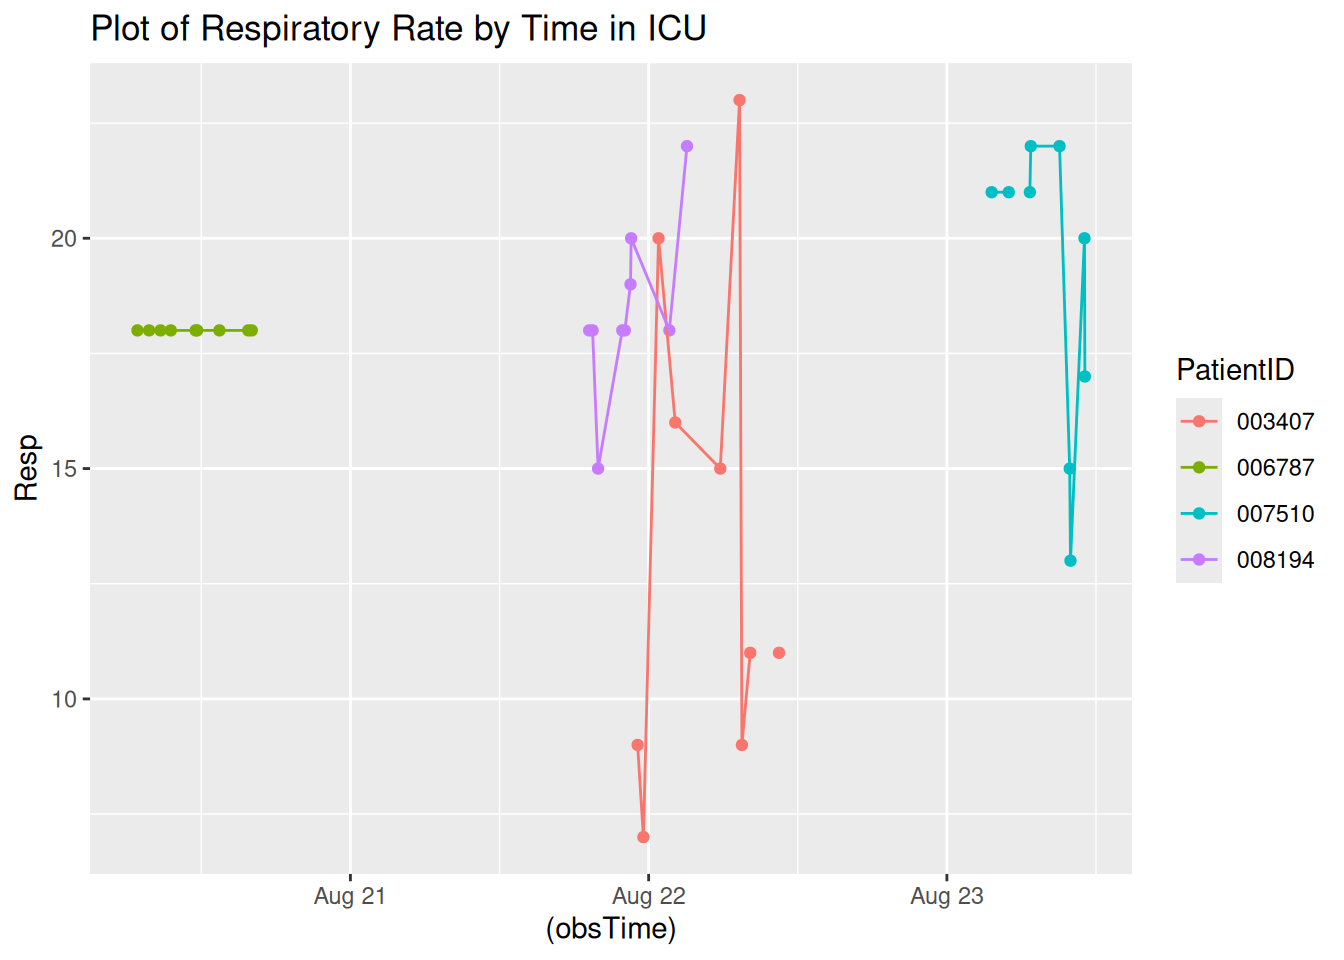 Plot of Respiratory Rate by Time in ICU
Resp
20
15
10
Aug 21
Aug 22
Aug 23
(obsTime)
PatientID
003407
006787
007510
008194